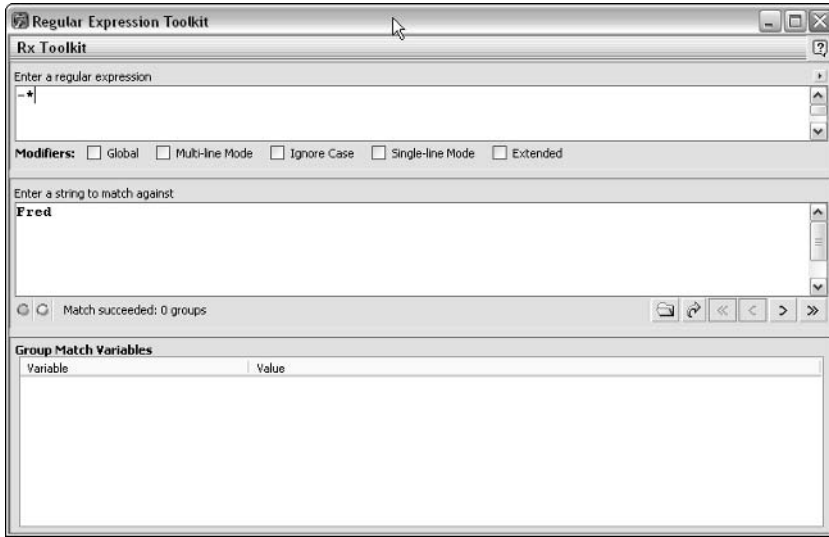 Regular Expression Toolkit
Rx Toolkit
Enter a regular expression
-*
Modifiers: Global Multi-line Mode Ignore Case Single-line Mode Extended
Enter a string to match against
Fred
Match succeeded: 0 groups
Group Match Variables
Variable Value